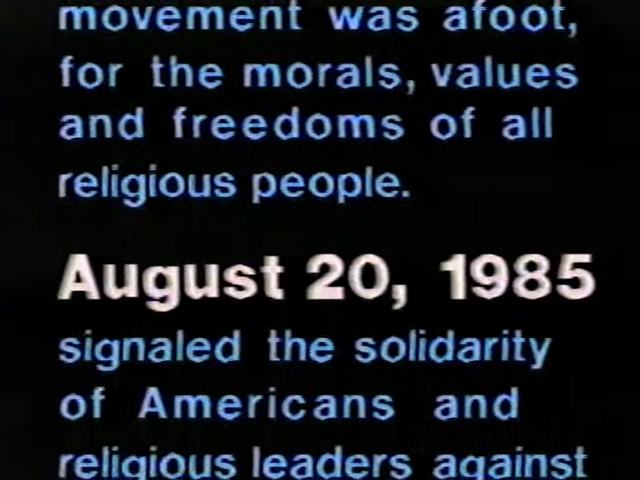 movement was afoot,
for the morals, values
and freedoms of all
religious people.
August 20, 1985
signaled the solidarity
of Americans and
religious leaders against